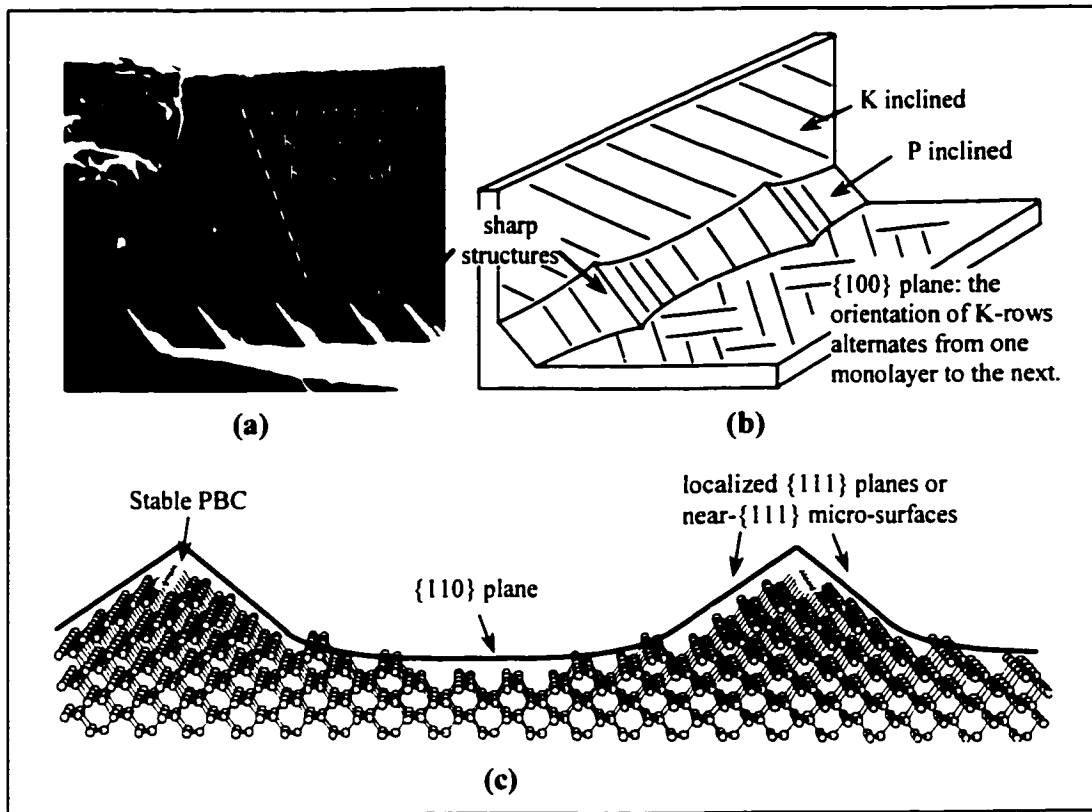 K inclined
P inclined
sharp
structures
{100} plane: the
orientation of K-rows
alternates from one
monolayer to the next.
(a)
(b)
Stable PBC
localized {111} planes or
near-{111} micro-surfaces
{110} plane
(c)